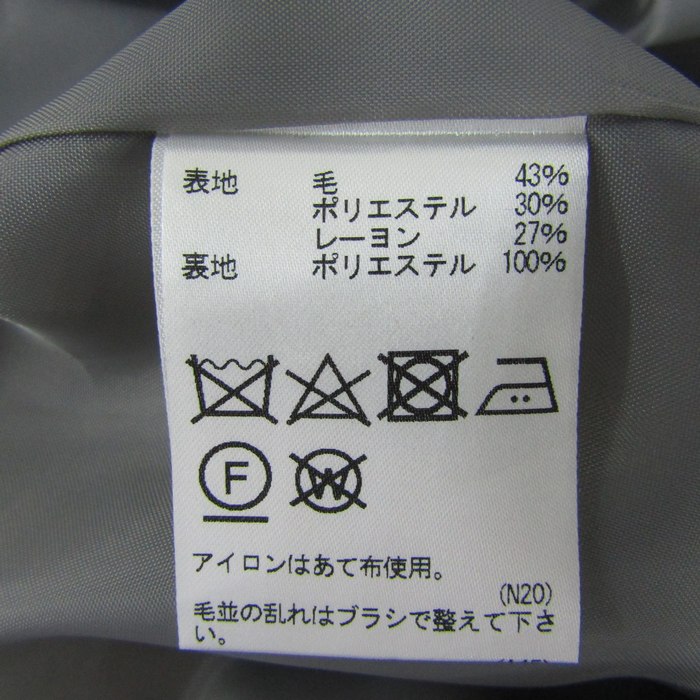 表地 毛 43%
ポリエステル 30%
レーヨン 27%
裏地 ポリエステル 100%
F W
アイロンはあて布使用。
(N20)
毛並の乱れはブラシで整えて下さ
い。